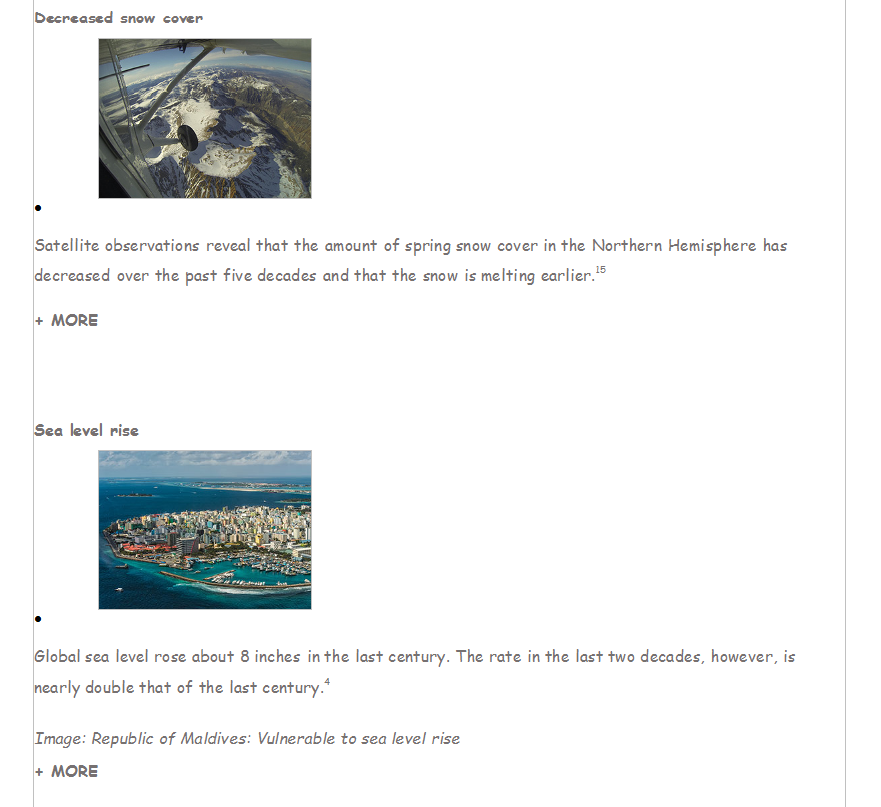 Decreased snow cover
Satellite observations reveal that the amount of spring snow cover in the Northern Hemisphere has
decreased over the past five decades and that the snow is melting earlier.15
+ MORE
Sea level rise
Global sea level rose about 8 inches in the last century. The rate in the last two decades, however, is
nearly double that of the last century.4
Image: Republic of Maldives: Vulnerable to sea level rise
+ MORE